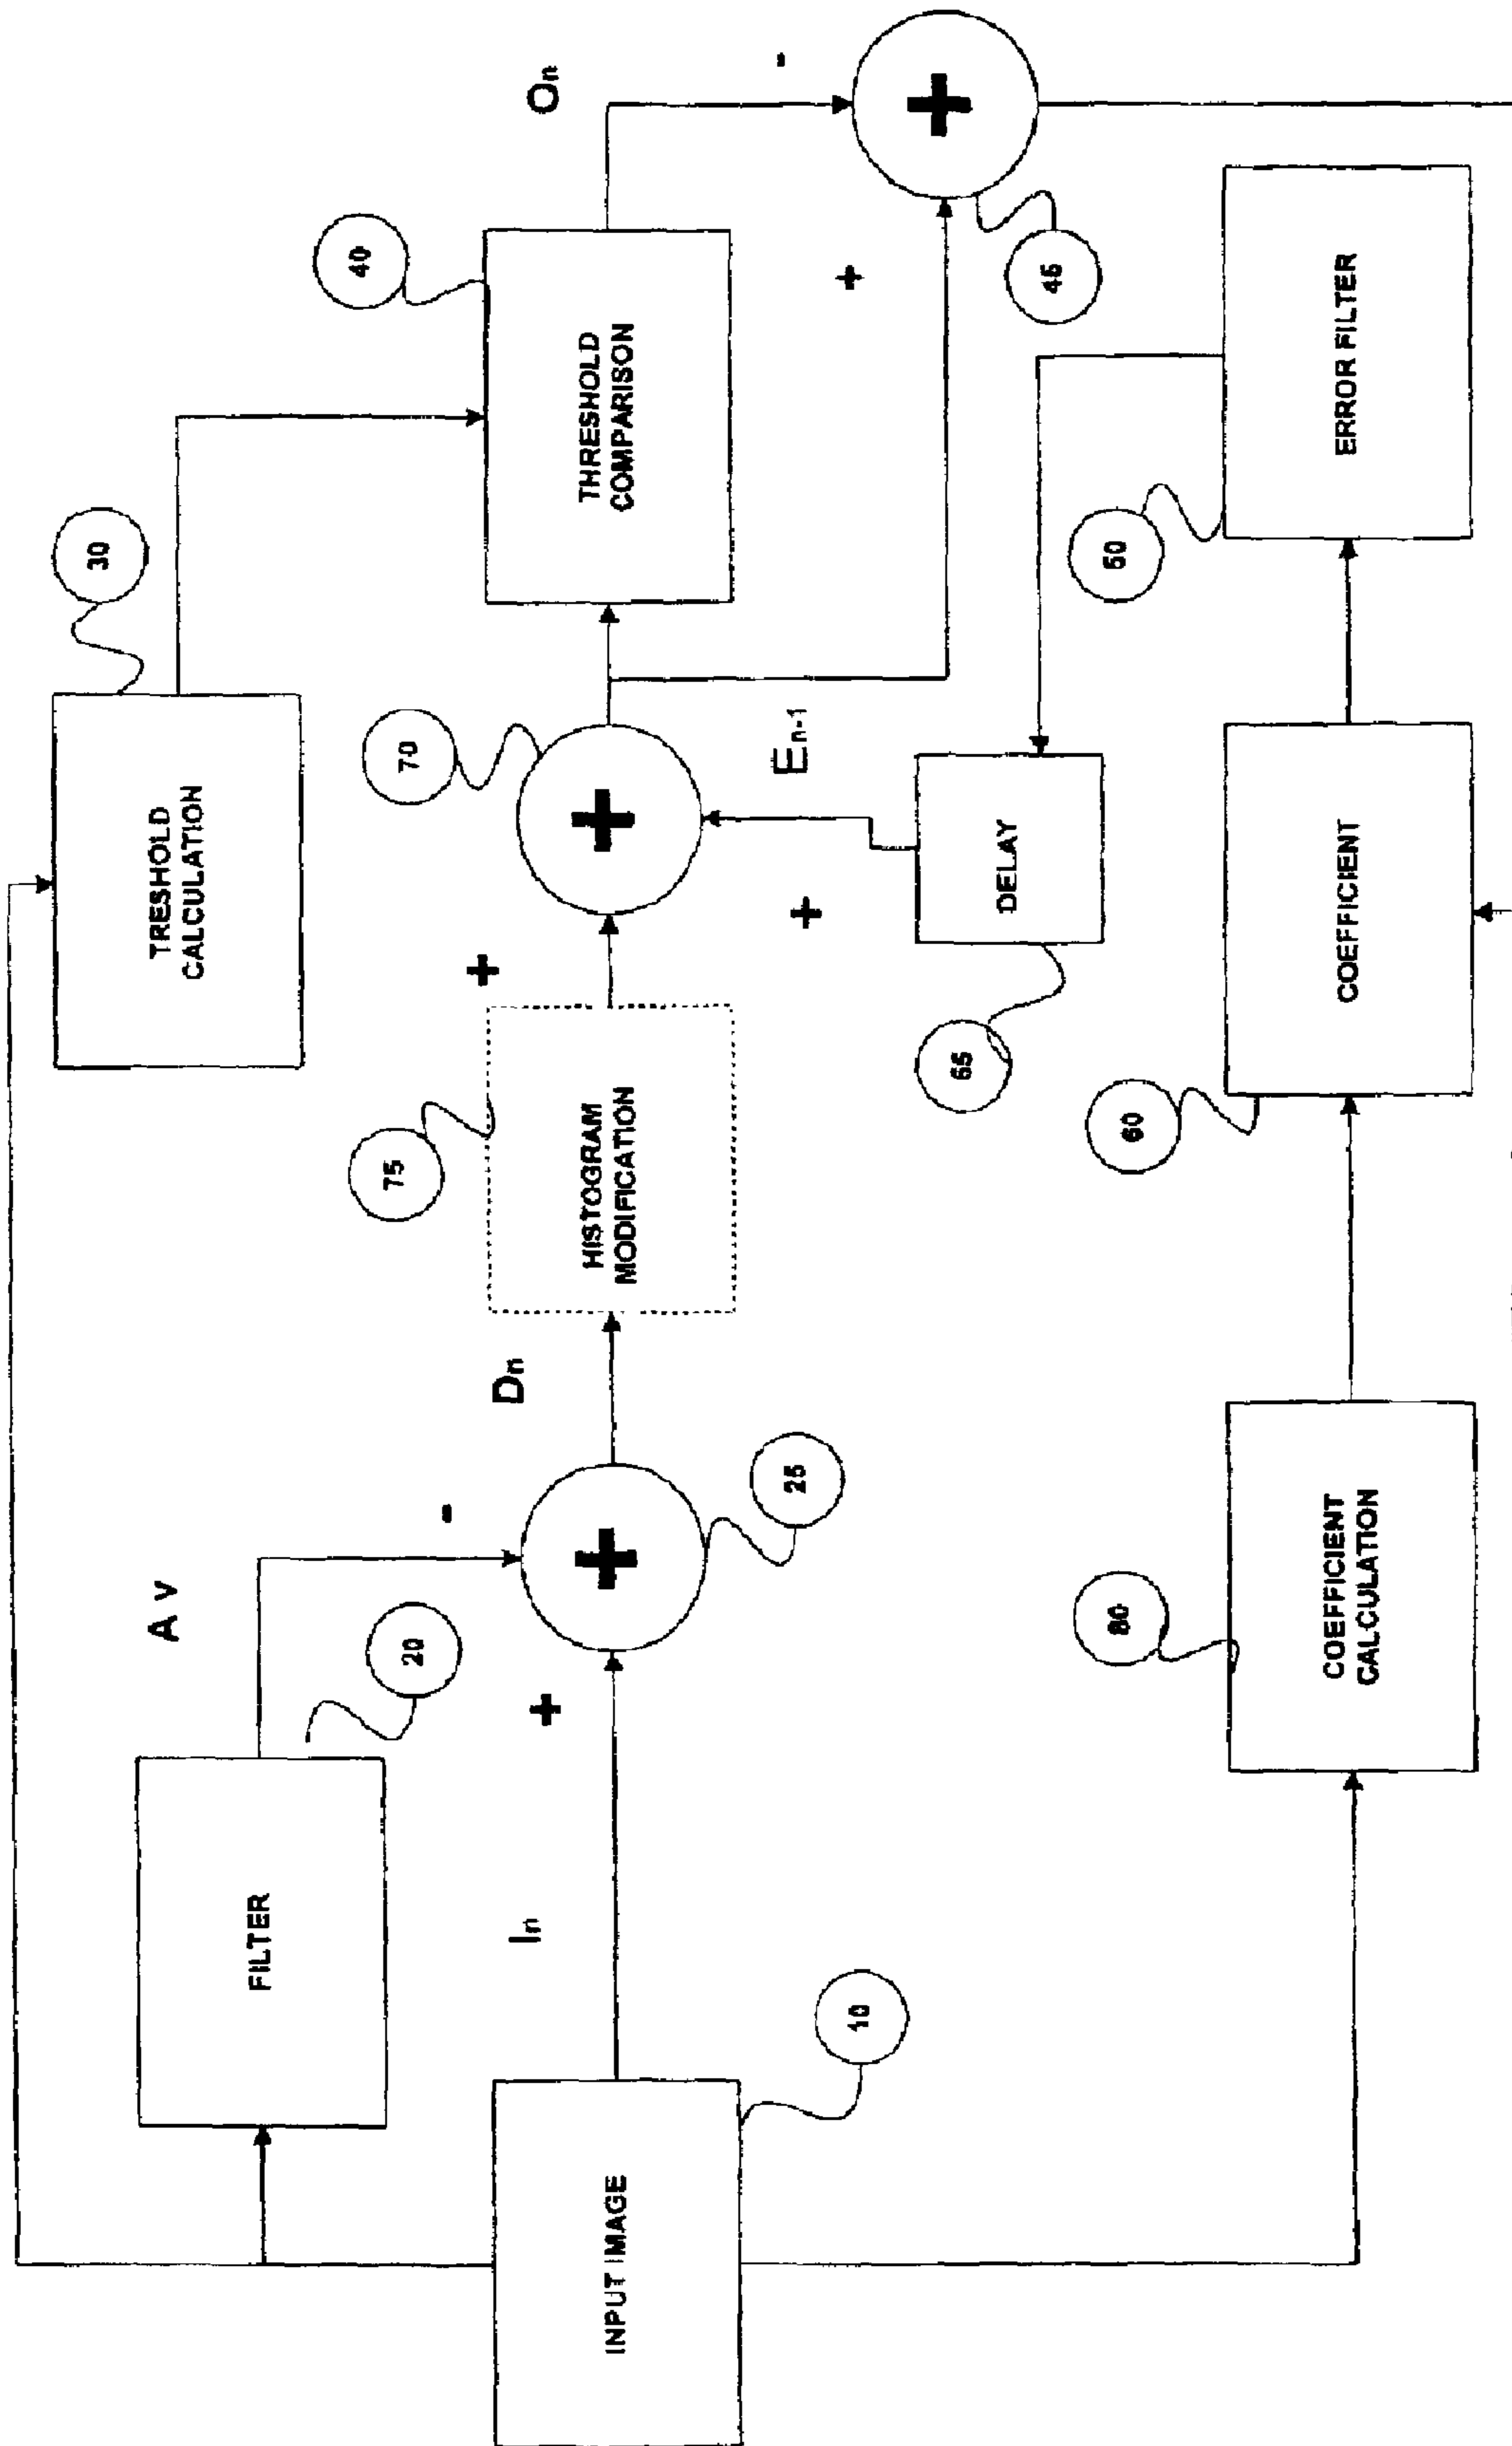 30
TRESHOLD
CALCULATION
A v
FILTER
20
40
75
70
-
+
In
+
Dn
On
INPUT IMAGE
+
HISTOGRAM
MODIFICATION
+
THRESHOLD
COMPARISON
-
10
25
+
En-1
+
65
DELAY
+
45
80
60
50
COEFFICIENT
CALCULATION
COEFFICIENT
ERROR FILTER